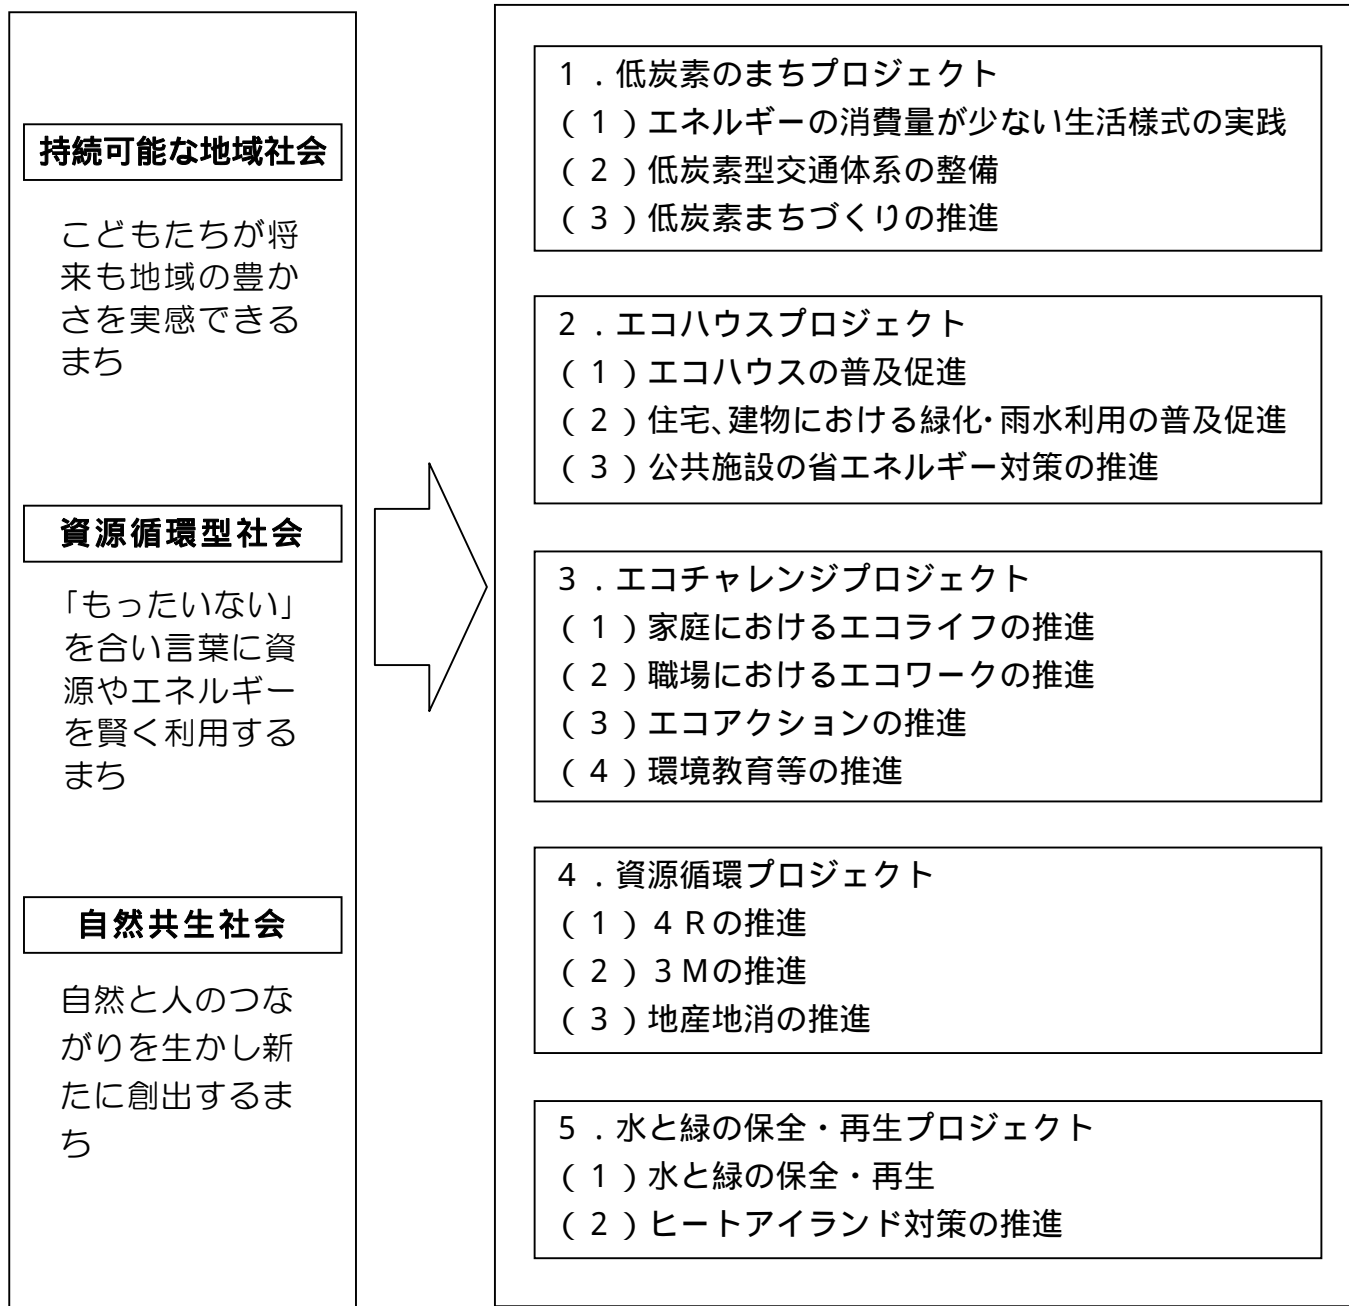 持続可能な地域社会
こどもたちが将
来も地域の豊か
さを実感できる
まち
資源循環型社会
「もったいない」
を合い言葉に資
源やエネルギー
を賢く利用する
まち
自然共生社会
自然と人のつな
がりを生かし新
たに創出するま
ち
1．低炭素のまちプロジェクト
(1)エネルギーの消費量が少ない生活様式の実践
(2)低炭素型交通体系の整備
(3)低炭素まちづくりの推進
2．エコハウスプロジェクト
(1)エコハウスの普及促進
(2)住宅、建物における緑化・雨水利用の普及促進
(3)公共施設の省エネルギー対策の推進
3．エコチャレンジプロジェクト
(1)家庭におけるエコライフの推進
(2)職場におけるエコワークの推進
(3)エコアクションの推進
(4)環境教育等の推進
4．資源循環プロジェクト
(1)4Rの推進
(2)3Mの推進
(3)地産地消の推進
5．水と緑の保全・再生プロジェクト
(1)水と緑の保全・再生
(2)ヒートアイランド対策の推進